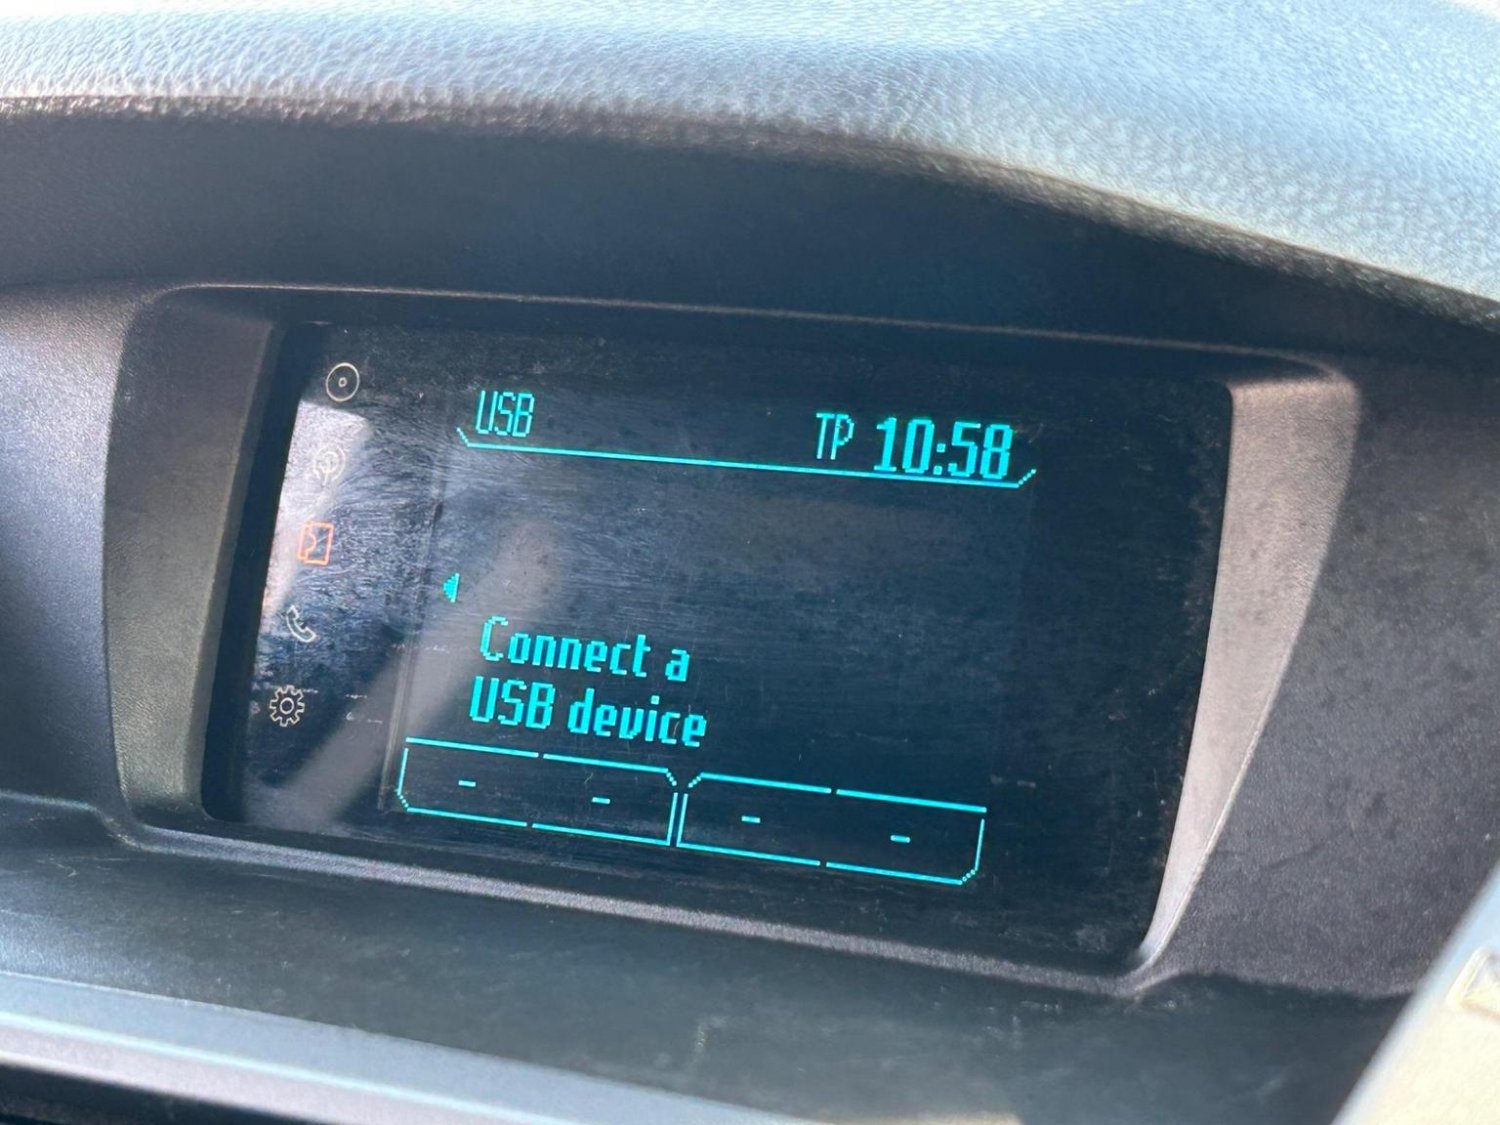 USB
TP 10:58
Connect a
USB device
- - - -